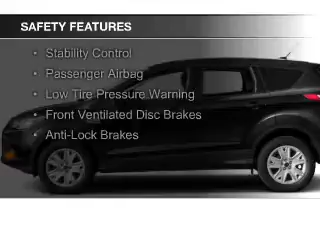 SAFETY FEATURES
• Stability Control
• Passenger Airbag
• Low Tire Pressure Warning
• Front Ventilated Disc Brakes
• Anti-Lock Brakes